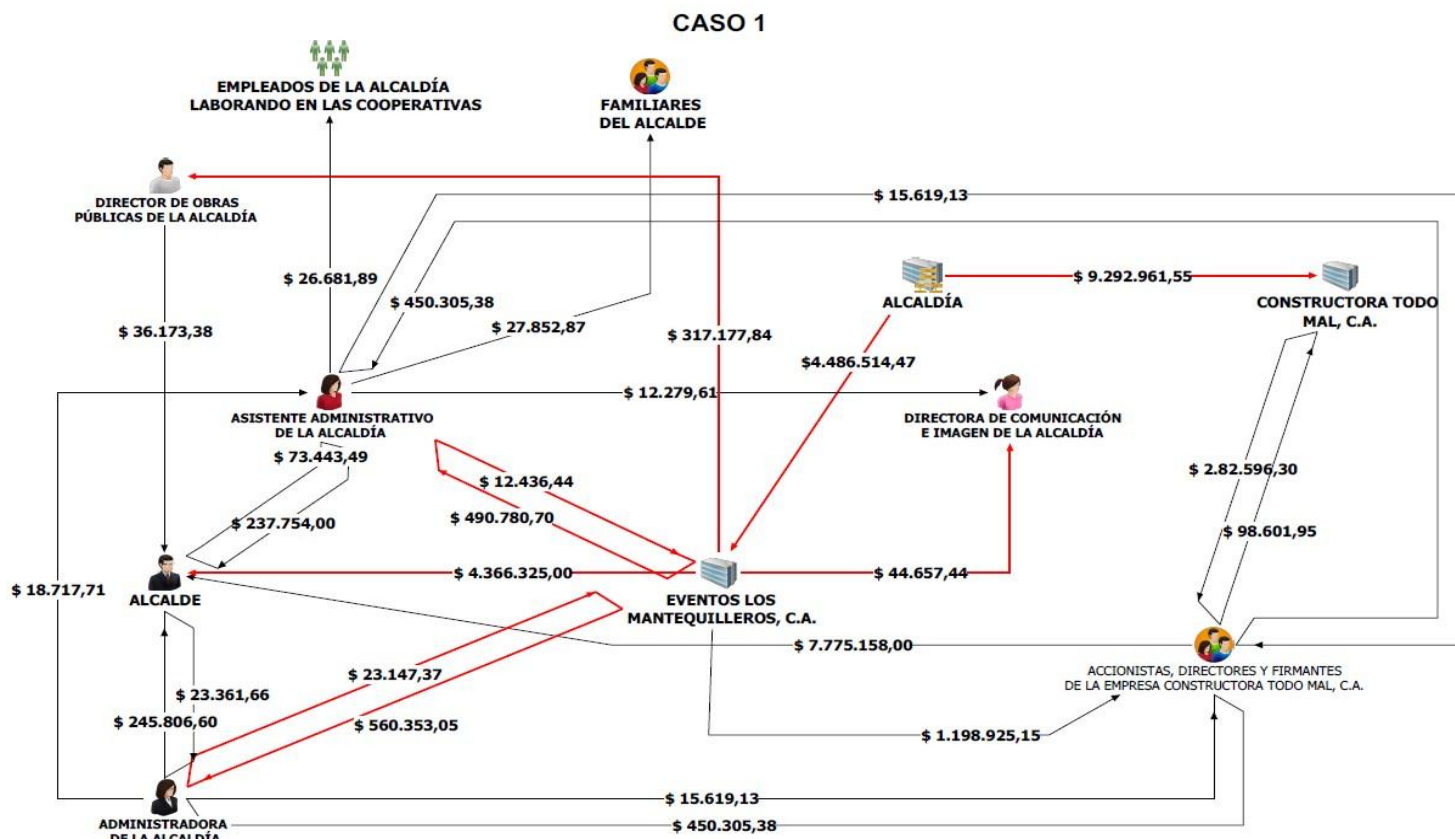 CASO 1
EMPLEADOS DE LA ALCALDÍA
LABORANDO EN LAS COOPERATIVAS
FAMILIARES
DEL ALCALDE
DIRECTOR DE OBRAS
PÚBLICAS DE LA ALCALDÍA
$ 15.619,13
$ 26.681,89
$ 450.305,38
$ 27.852,87
$ 36.173,38
$ 317.177,84
ALCALDÍA
$ 9.292.961,55
CONSTRUCTORA TODO
MAL, C.A.
$4.486.514,47
ASISTENTE ADMINISTRATIVO
DE LA ALCALDÍA
$ 12.279,61
DIRECTORA DE COMUNICACIÓN
E IMAGEN DE LA ALCALDÍA
$ 73.443,49
$ 12.436,44
$ 490.780,70
$ 237.754,00
$ 2.82.596,30
$ 98.601,95
$ 18.717,71
ALCALDE
$ 4.366.325,00
EVENTOS LOS
MANTEQUILLEROS, C.A.
$ 44.657,44
$ 7.775.158,00
ACCIONISTAS, DIRECTORES Y FIRMANTES
DE LA EMPRESA CONSTRUCTORA TODO MAL, C.A.
$ 23.147,37
$ 23.361,66
$ 245.806,60
$ 560.353,05
$ 1.198.925,15
$ 15.619,13
$ 450.305,38
ADMINISTRADORA
DE LA ALCALDÍA